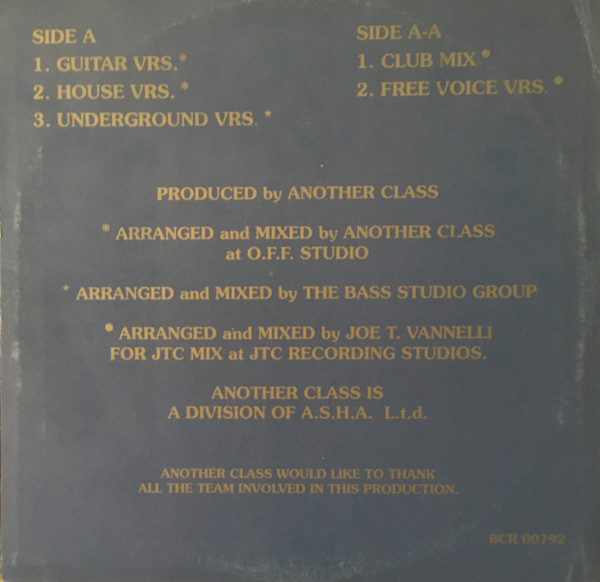 SIDE A
1. GUITAR VRS.*
2. HOUSE VRS.*
3. UNDERGROUND VRS.*
SIDE A-A
1. CLUB MIX●
2. FREE VOICE VRS.●
PRODUCED by ANOTHER CLASS
* ARRANGED and MIXED by ANOTHER CLASS
at O.F.F. STUDIO
* ARRANGED and MIXED by THE BASS STUDIO GROUP
● ARRANGED and MIXED by JOE T. VANNELLI
FOR JTC MIX at JTC RECORDING STUDIOS.
ANOTHER CLASS IS
A DIVISION OF A.S.H.A. L.t.d.
ANOTHER CLASS WOULD LIKE TO THANK
ALL THE TEAM INVOLVED IN THIS PRODUCTION.
BCR 00792